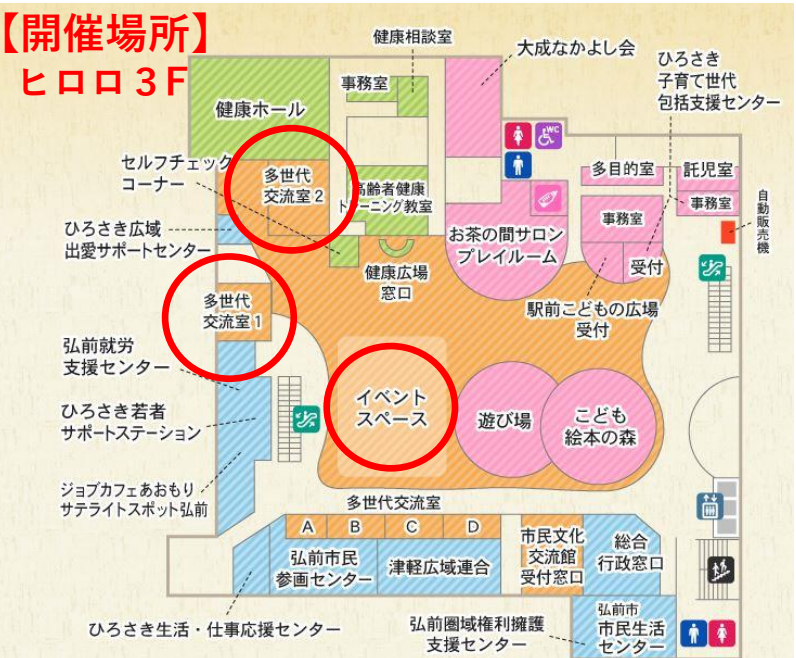 【開催場所】
ヒロロ３F
健康相談室
大成なかよし会
ひろさき
子育て世代
包括支援センター
事務室
健康ホール
セルフチェック
コーナー
多世代
交流室2
高齢者健康
トレーニング教室
多目的室
託児室
事務室
事務室
自動販売機
ひろさき広域
出愛サポートセンター
お茶の間サロン
プレイルーム
受付
健康広場
窓口
多世代
交流室1
駅前こどもの広場
受付
弘前就労
支援センター
イベント
スペース
遊び場
こども
絵本の森
ひろさき若者
サポートステーション
ジョブカフェあおもり
サテライトスポット弘前
多世代交流室
A
B
C
D
弘前市民
参画センター
津軽広域連合
市民文化
交流館
受付窓口
総合
行政窓口
ひろさき生活・仕事応援センター
弘前圏域権利擁護
支援センター
弘前市
市民生活
センター
WC